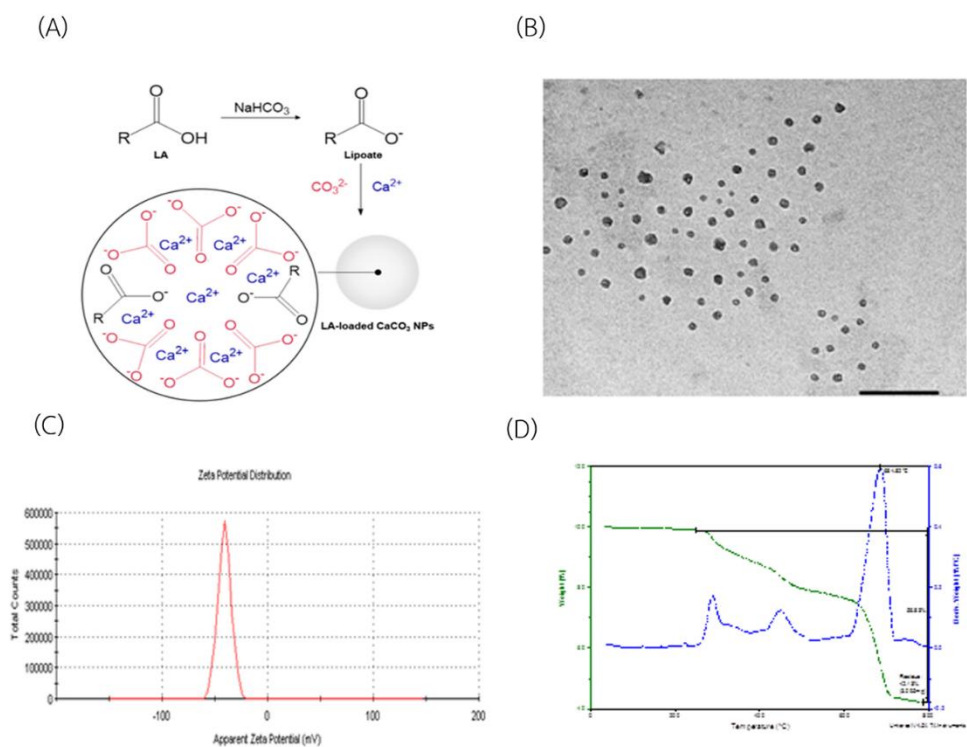 (A)
(B)
O
NaHCO₃
O
R
OH
R
O⁻
LA
Lipoate
CO₃²⁻
Ca²⁺
O⁻
O⁻
O⁻
O⁻
⁻O
O⁻
Ca²⁺
Ca²⁺
O
O
O
R
O
Ca²⁺
O⁻
Ca²⁺
O⁻
R
Ca²⁺
O
LA-loaded CaCO₃ NPs
O
O
O
Ca²⁺
Ca²⁺
⁻O
O⁻
⁻O
O⁻
⁻O
O⁻
(C)
(D)
Zeta Potential Distribution
600000
500000
400000
300000
200000
100000
0
Total Counts
-100
0
100
200
Apparent Zeta Potential (mV)
Weight (%)
Deriv. Weight (%/°C)
Residue:
Temperature (°C)